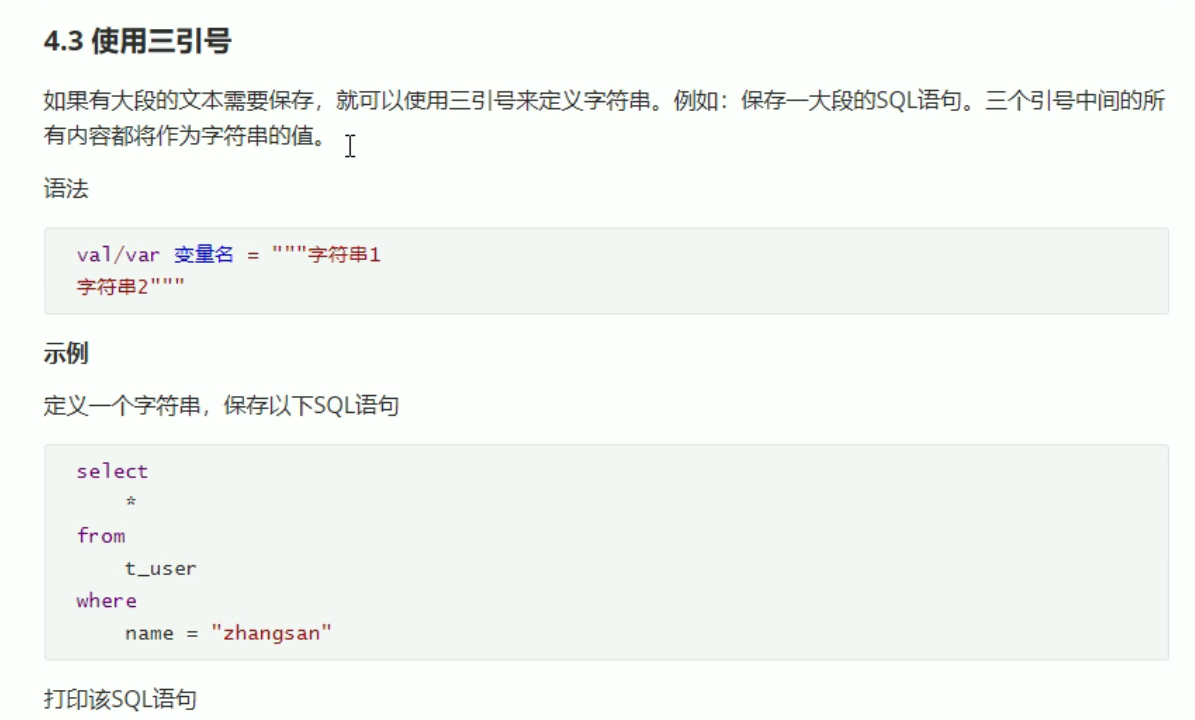 4.3 使用三引号
如果有大段的文本需要保存，就可以使用三引号来定义字符串。例如：保存一大段的SQL语句。三个引号中间的所
有内容都将作为字符串的值。
语法
val/var 变量名 = """字符串1
字符串2"""
示例
定义一个字符串，保存以下SQL语句
select
    *
from
    t_user
where
    name = "zhangsan"
打印该SQL语句